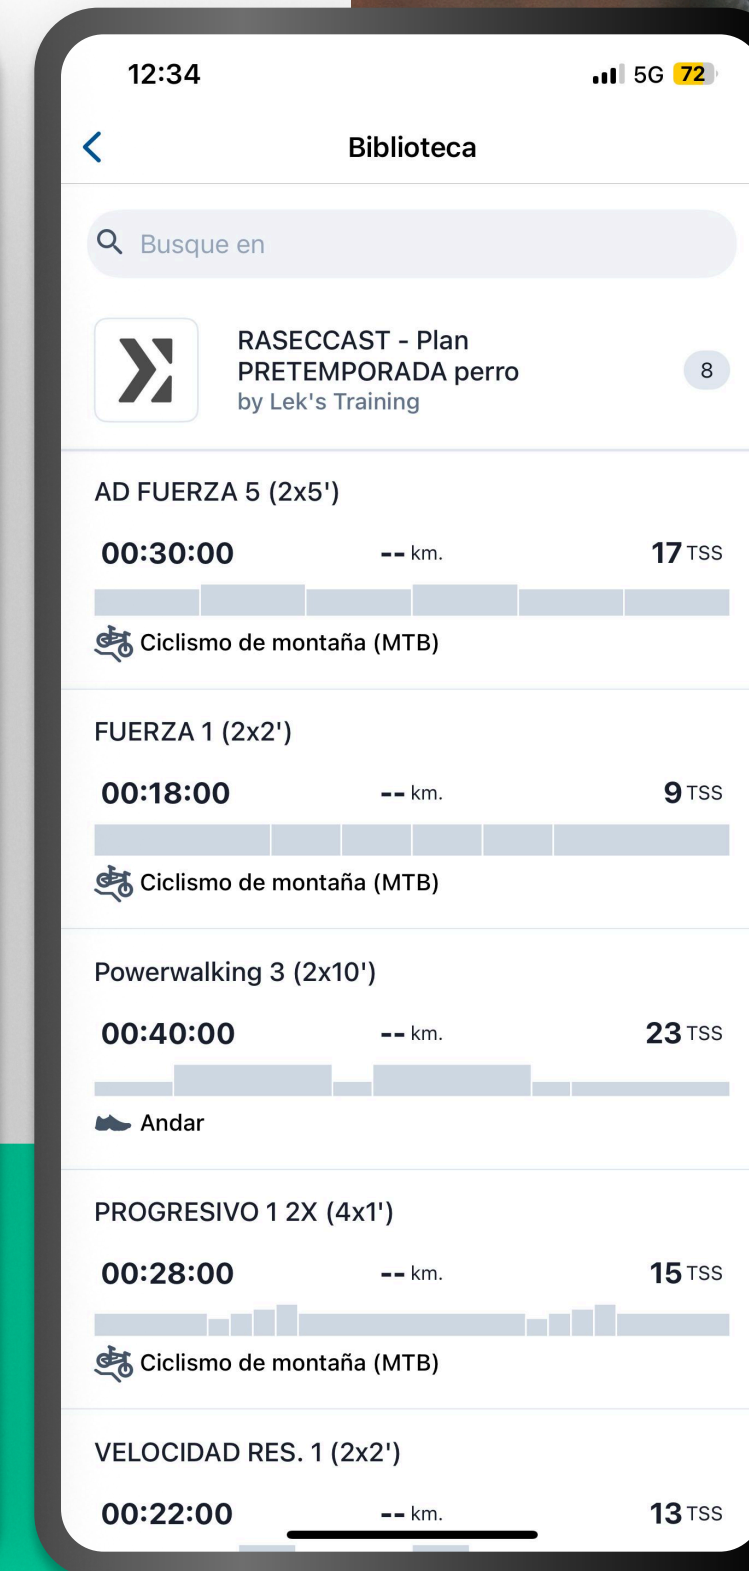 12:34
5G 72
Biblioteca
Busque en
RASECCAST - Plan
PRETEMPORADA perro
by Lek's Training
8
AD FUERZA 5 (2x5')
00:30:00 -- km. 17 TSS
Ciclismo de montaña (MTB)
FUERZA 1 (2x2')
00:18:00 -- km. 9 TSS
Ciclismo de montaña (MTB)
Powerwalking 3 (2x10')
00:40:00 -- km. 23 TSS
Andar
PROGRESIVO 1 2X (4x1')
00:28:00 -- km. 15 TSS
Ciclismo de montaña (MTB)
VELOCIDAD RES. 1 (2x2')
00:22:00 -- km. 13 TSS